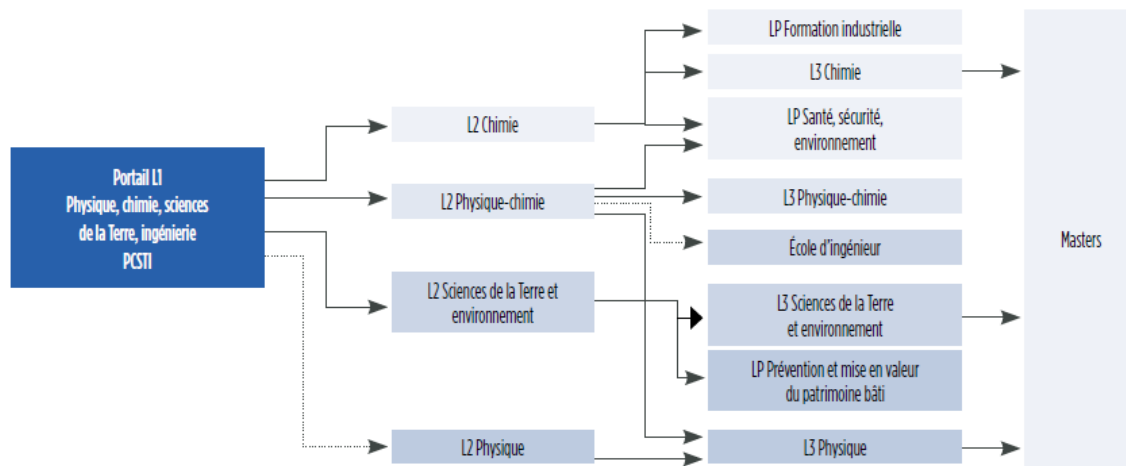 Portail L1
Physique, chimie, sciences
de la Terre, ingénierie
PCSTI
L2 Chimie
L2 Physique-chimie
L2 Sciences de la Terre et
environnement
L2 Physique
LP Formation industrielle
L3 Chimie
LP Santé, sécurité,
environnement
L3 Physique-chimie
École d'ingénieur
L3 Sciences de la Terre
et environnement
LP Prévention et mise en valeur
du patrimoine bâti
L3 Physique
Masters